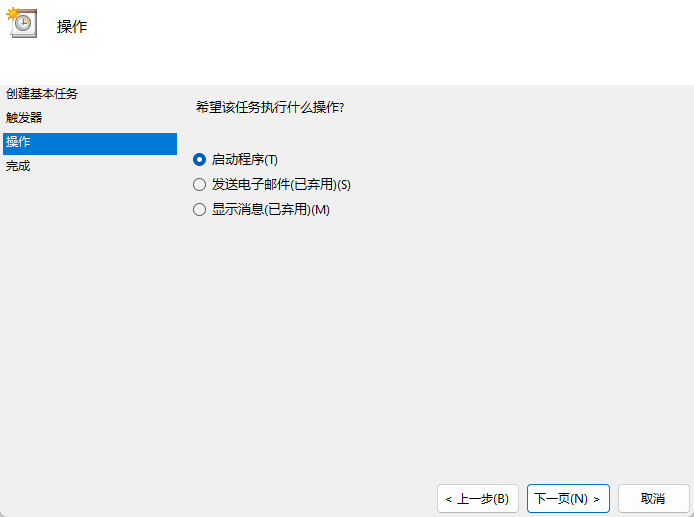 操作
创建基本任务
触发器
操作
完成
希望该任务执行什么操作?
启动程序(T)
发送电子邮件(已弃用)(S)
显示消息(已弃用)(M)
< 上一步(B)
下一页(N) >
取消